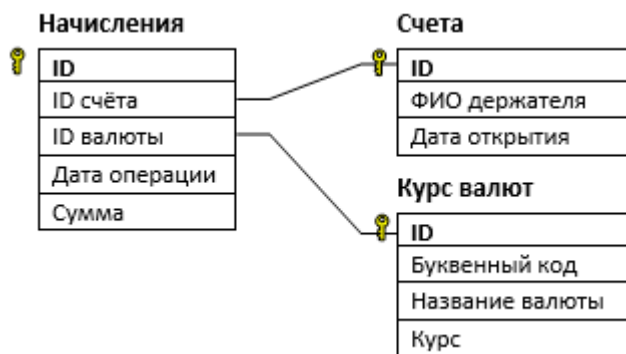 Начисления
ID
ID счёта
ID валюты
Дата операции
Сумма
Счета
ID
ФИО держателя
Дата открытия
Курс валют
ID
Буквенный код
Название валюты
Курс